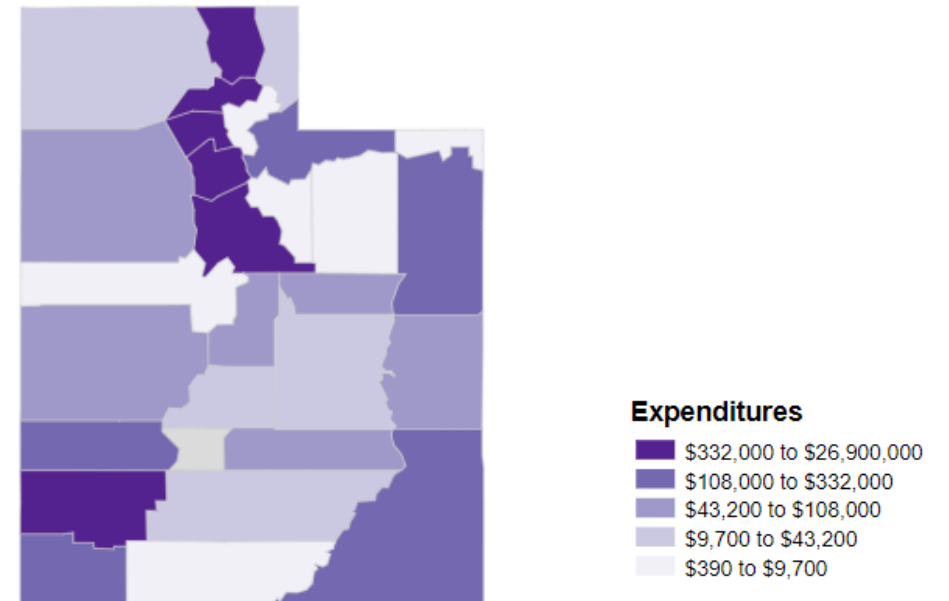 Expenditures
$332,000 to $26,900,000
$108,000 to $332,000
$43,200 to $108,000
$9,700 to $43,200
$390 to $9,700